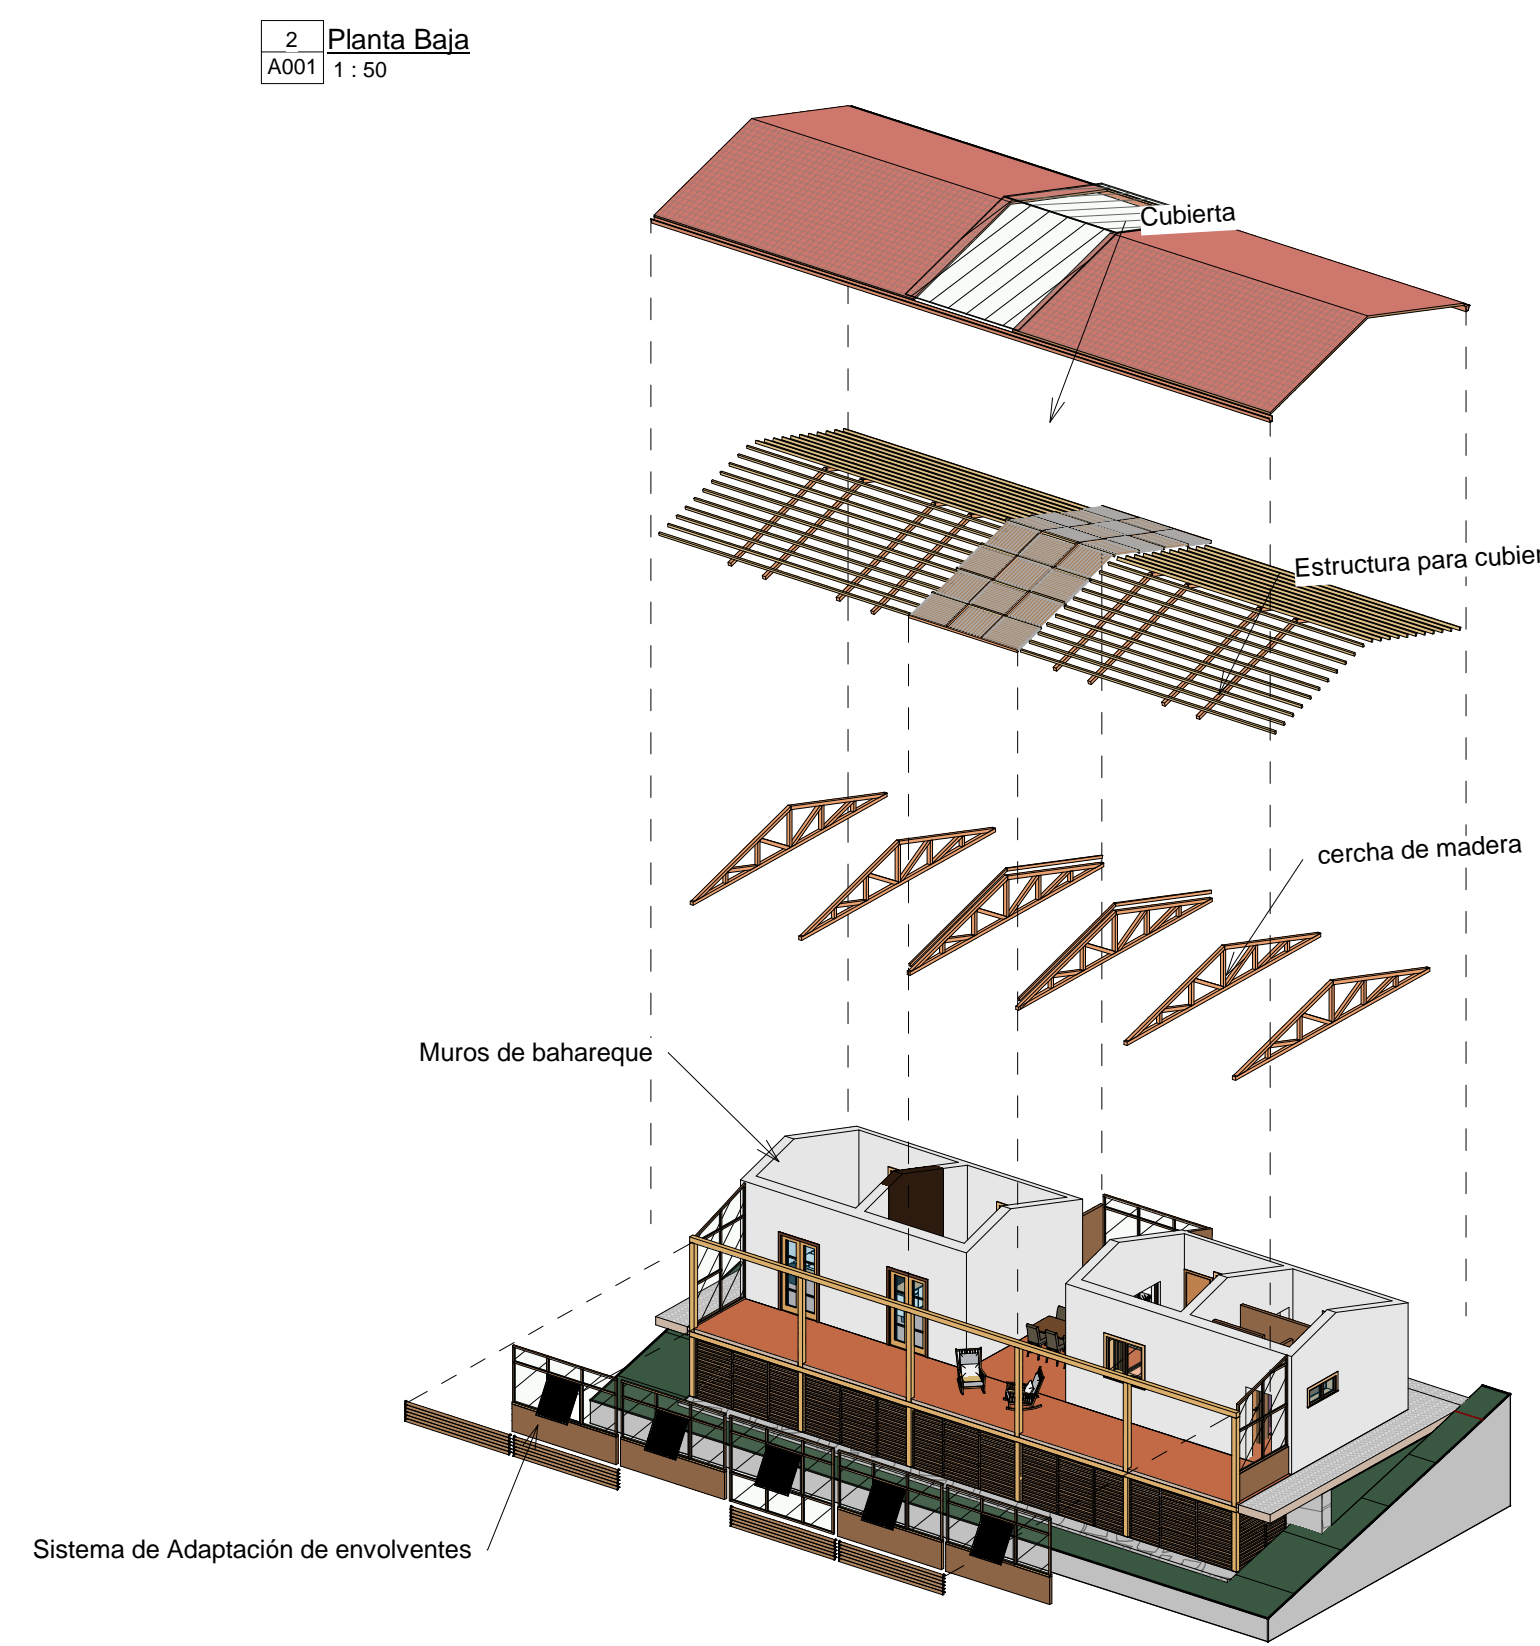 2 Planta Baja
A001 1 : 50
Cubierta
Estructura para cubier
cercha de madera
Muros de bahareque
Sistema de Adaptación de envolventes